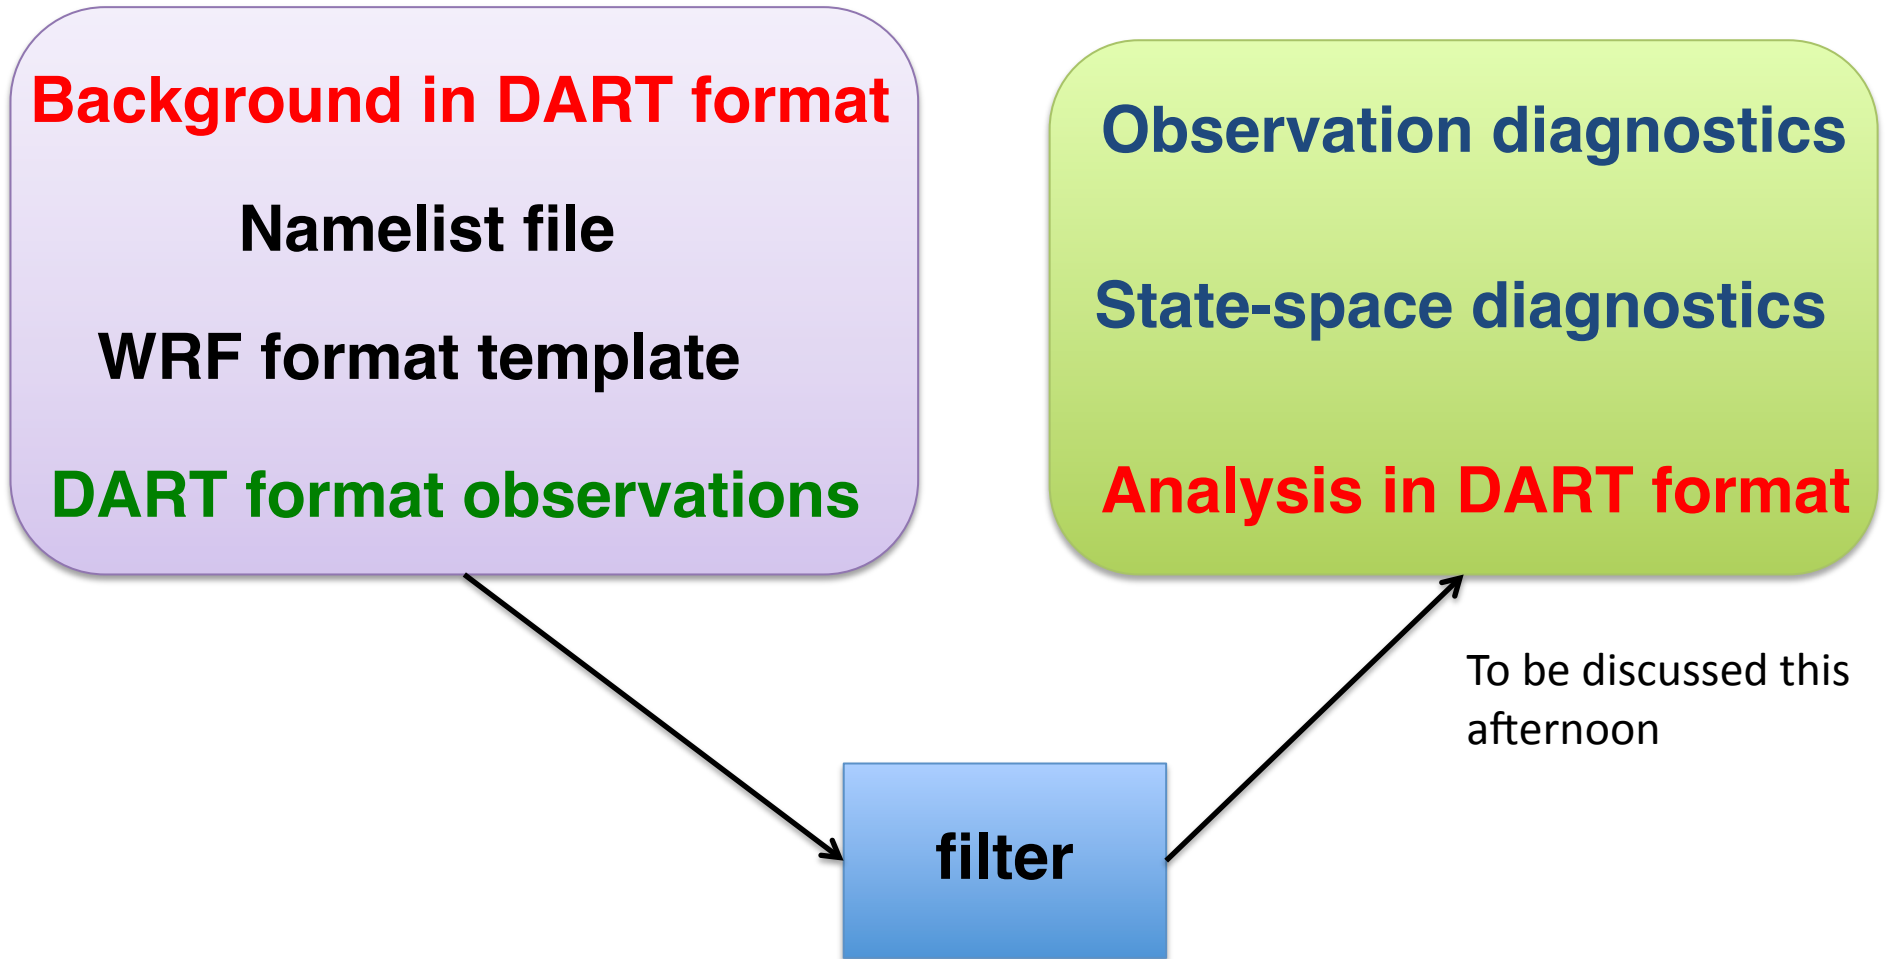 Background in DART format
Namelist file
WRF format template
DART format observations
Observation diagnostics
State-space diagnostics
Analysis in DART format
To be discussed this
afternoon
filter